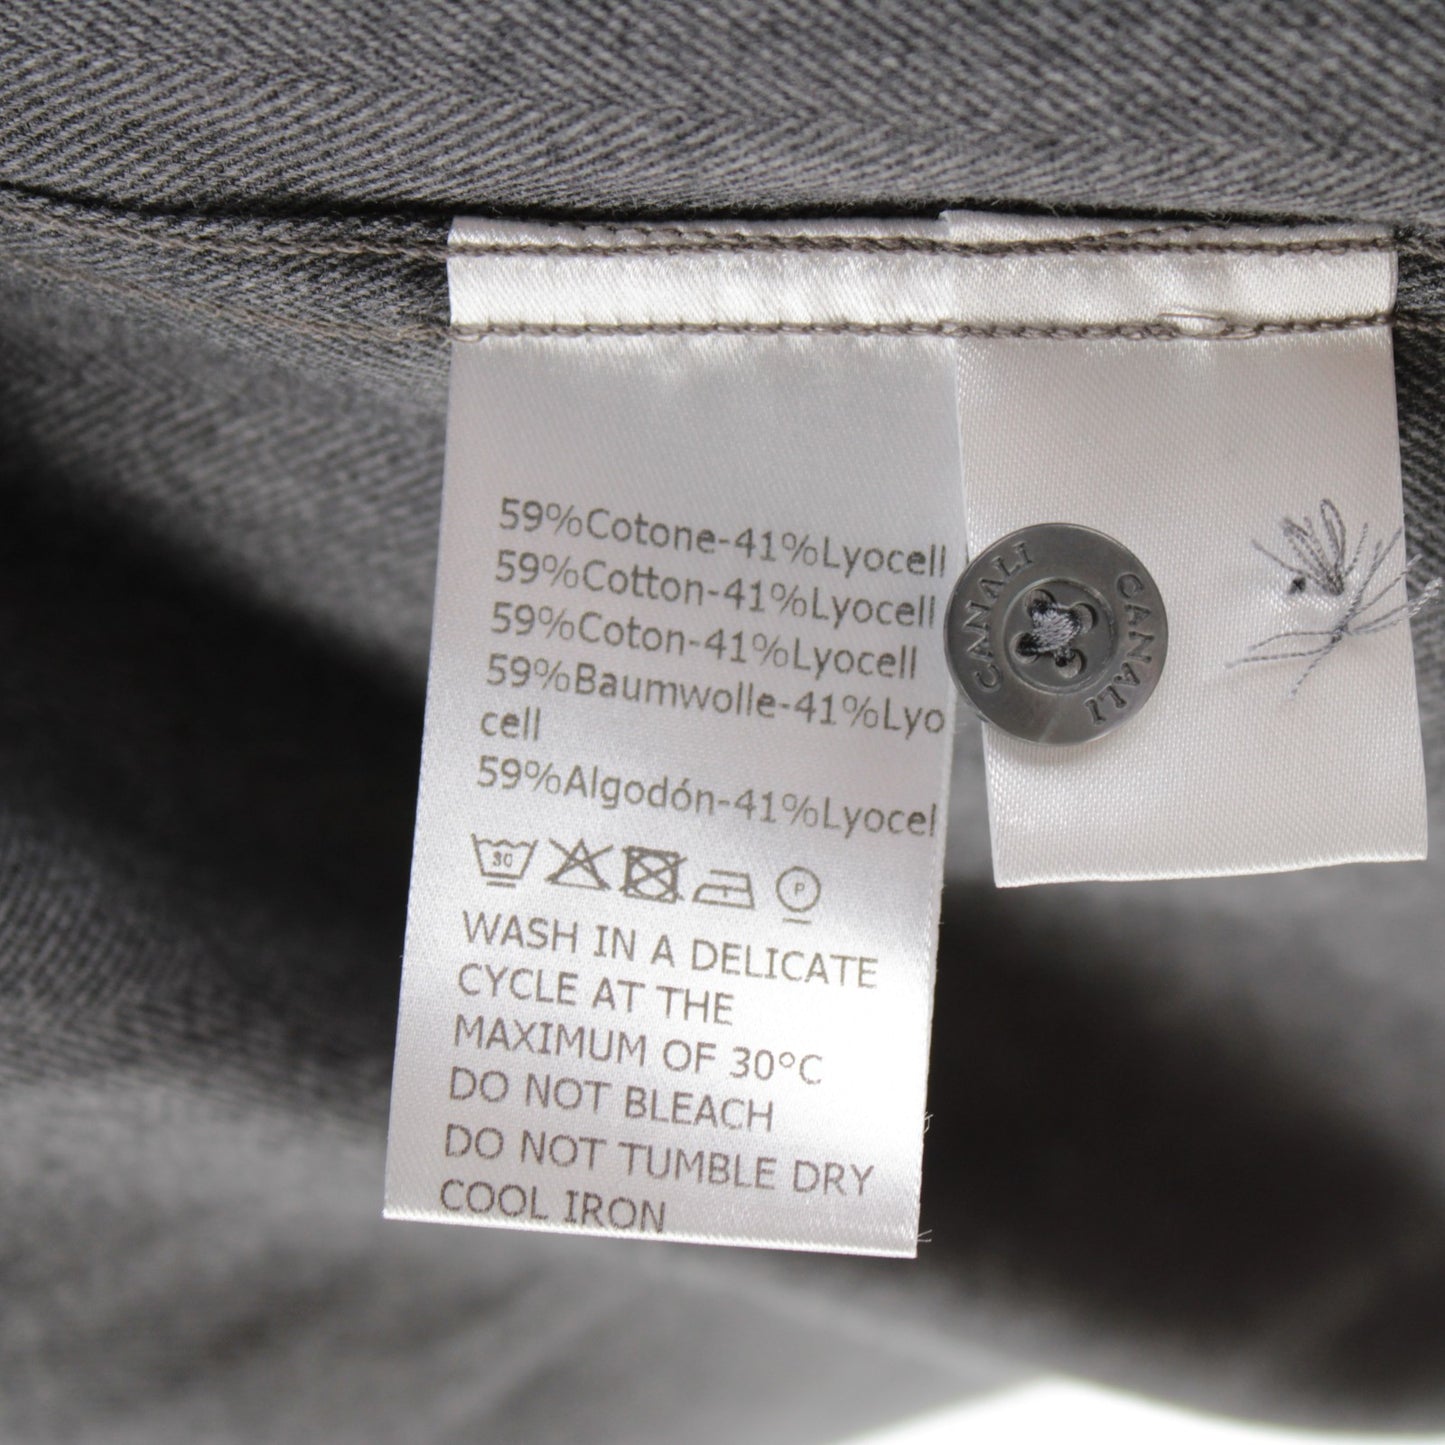 59%Cotone-41%Lyocell
59%Cotton-41%Lyocell
59%Coton-41%Lyocell
59%Baumwolle-41%Lyo
cell
59%Algodón-41%Lyocel
30
P
WASH IN A DELICATE
CYCLE AT THE
MAXIMUM OF 30°C
DO NOT BLEACH
DO NOT TUMBLE DRY
COOL IRON
CANALI
CANALI